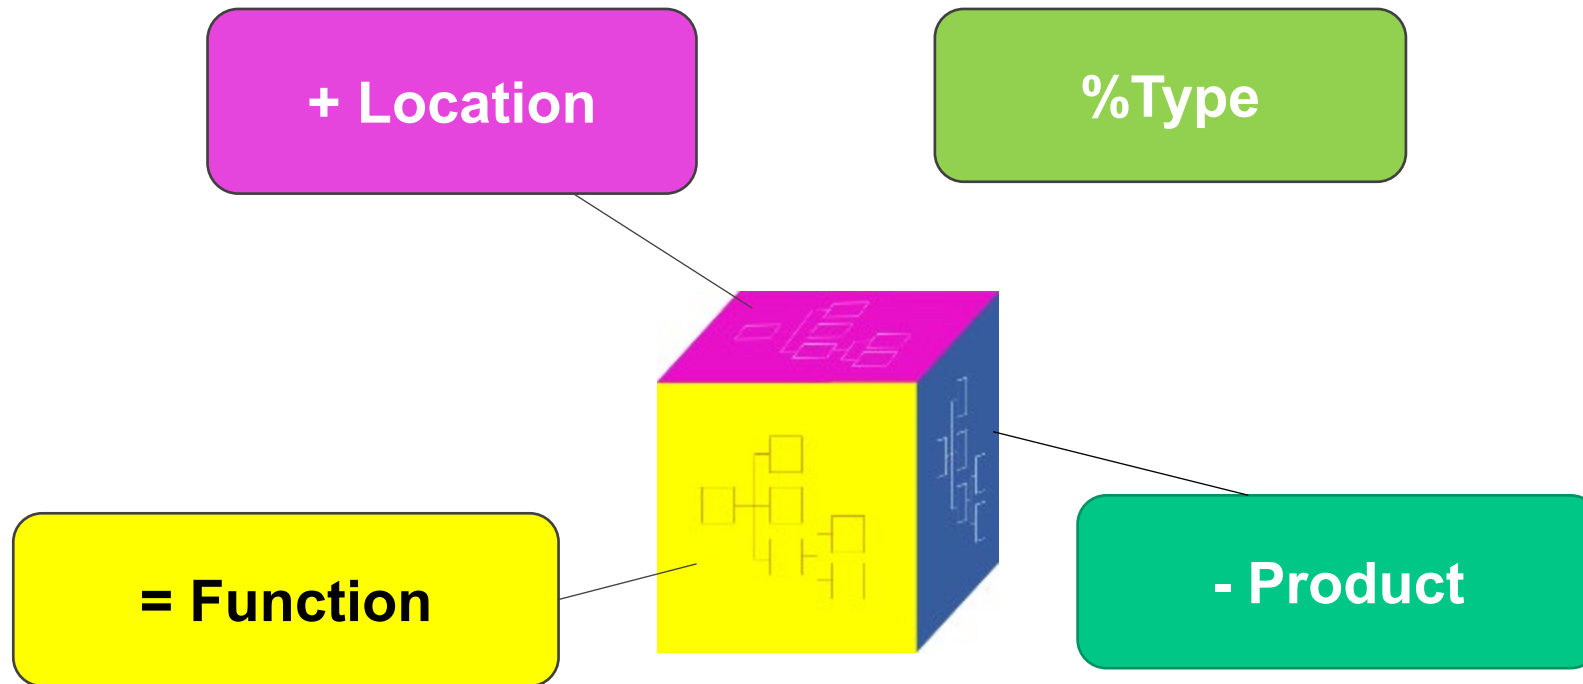 + Location
%Type
= Function
- Product